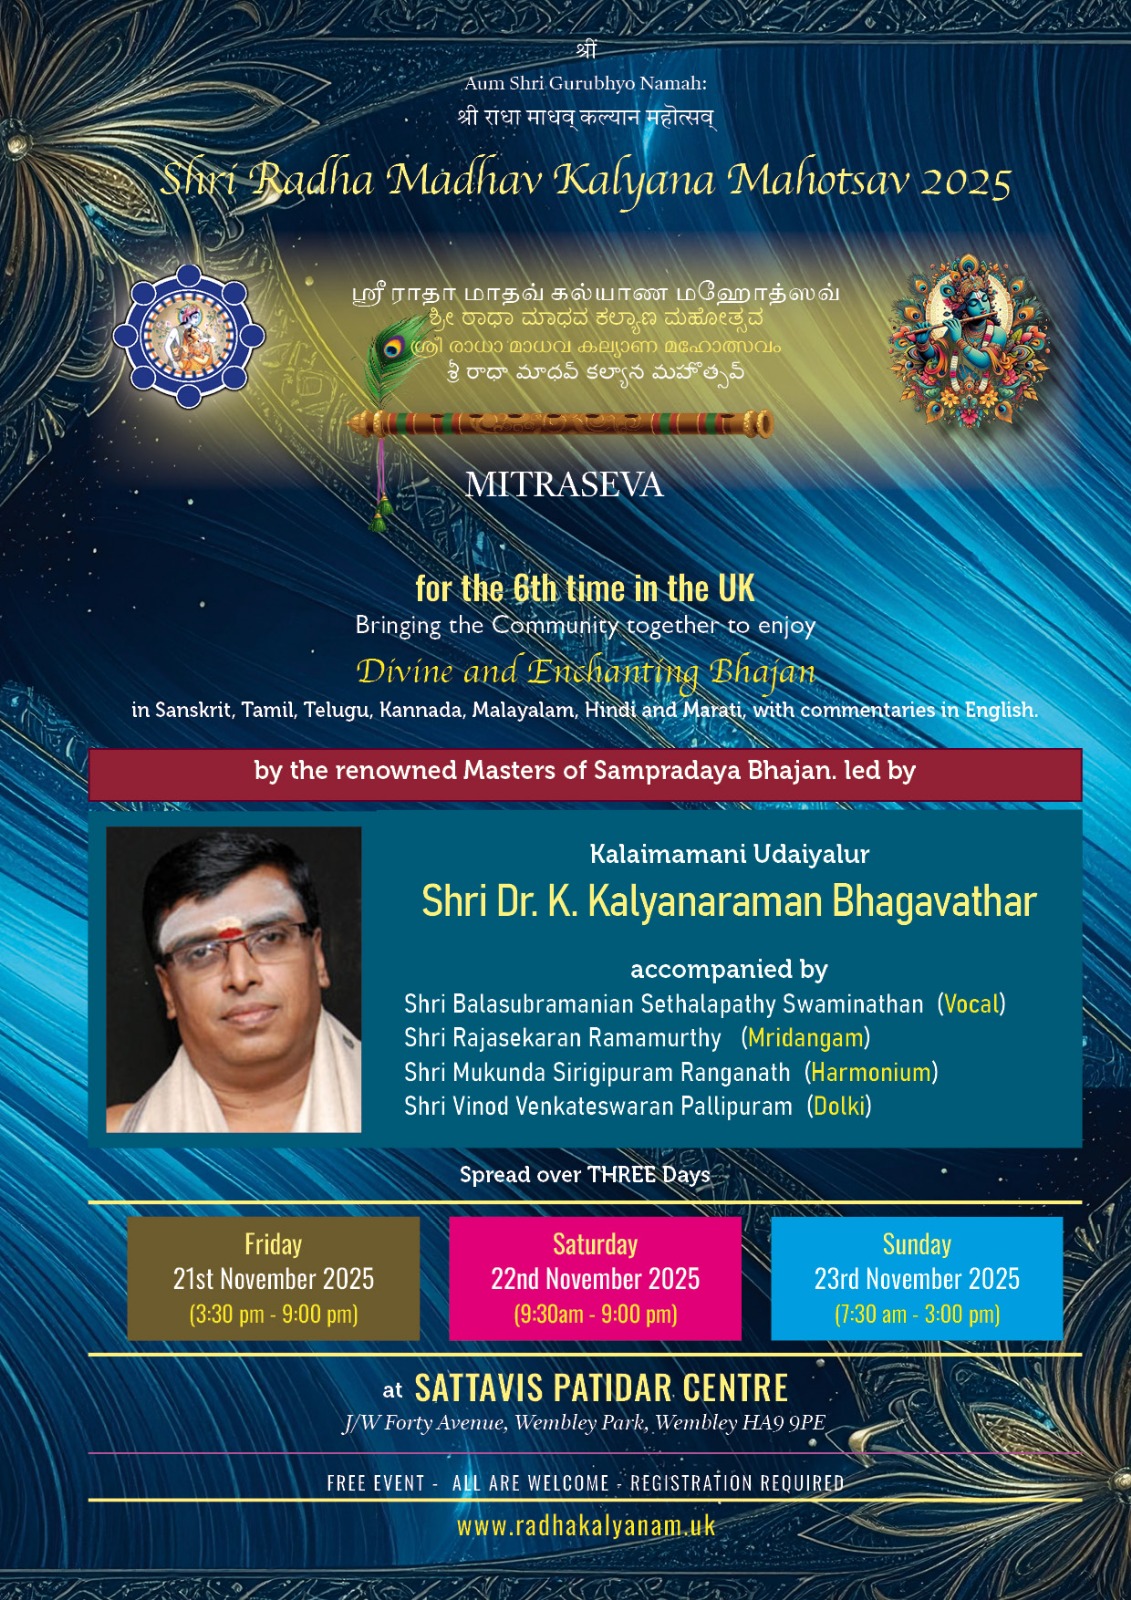 श्रीं
Aum Shri Gurubhyo Namah:
श्री राधा माधव् कल्यान महॊत्सव्
Shri Radha Madhav Kalyana Mahotsav 2025
ஸ்ரீ ராதா மாதவ் கல்யாண மஹோத்ஸவ்
ಶ್ರೀ ರಾಧಾ ಮಾಧವ ಕಲ್ಯಾಣ ಮಹೋತ್ಸವ
ശ്രീ രാധാ മാധവ കല്യാണ മഹോത്സവം
శ్రీ రాధా మాధవ్ కల్యాన మహొత్సవ్
MITRASEVA
for the 6th time in the UK
Bringing the Community together to enjoy
Divine and Enchanting Bhajan
in Sanskrit, Tamil, Telugu, Kannada, Malayalam, Hindi and Marati, with commentaries in English.
by the renowned Masters of Sampradaya Bhajan. led by
Kalaimamani Udaiyalur
Shri Dr. K. Kalyanaraman Bhagavathar
accompanied by
Shri Balasubramanian Sethalapathy Swaminathan (Vocal)
Shri Rajasekaran Ramamurthy (Mridangam)
Shri Mukunda Sirigipuram Ranganath (Harmonium)
Shri Vinod Venkateswaran Pallipuram (Dolki)
Spread over THREE Days
Friday
21st November 2025
(3:30 pm - 9:00 pm)
Saturday
22nd November 2025
(9:30am - 9:00 pm)
Sunday
23rd November 2025
(7:30 am - 3:00 pm)
at SATTAVIS PATIDAR CENTRE
J/W Forty Avenue, Wembley Park, Wembley HA9 9PE
FREE EVENT - ALL ARE WELCOME - REGISTRATION REQUIRED
www.radhakalyanam.uk